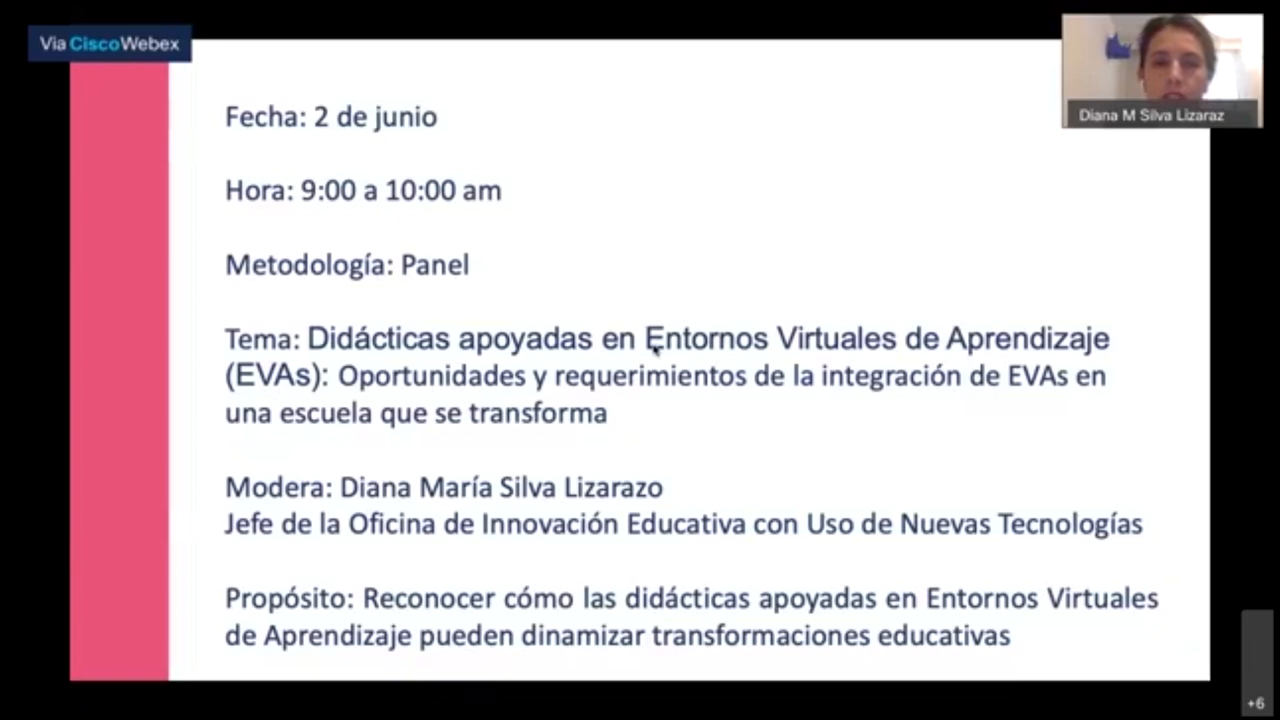 Via CiscoWebex
Diana M Silva Lizaraz
Fecha: 2 de junio
Hora: 9:00 a 10:00 am
Metodología: Panel
Tema: Didácticas apoyadas en Entornos Virtuales de Aprendizaje
(EVAs): Oportunidades y requerimientos de la integración de EVAs en
una escuela que se transforma
Modera: Diana María Silva Lizarazo
Jefe de la Oficina de Innovación Educativa con Uso de Nuevas Tecnologías
Propósito: Reconocer cómo las didácticas apoyadas en Entornos Virtuales
de Aprendizaje pueden dinamizar transformaciones educativas
+6